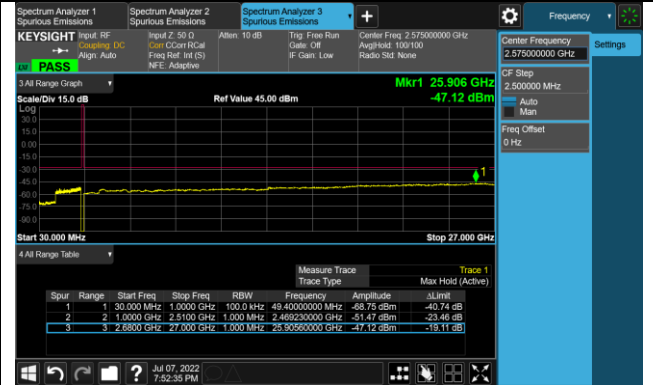 Spectrum Analyzer 1
Spurious Emissions
Spectrum Analyzer 2
Spurious Emissions
Spectrum Analyzer 3
Spurious Emissions
Frequency
KEYSIGHT
PASS
Input: RF
Coupling: DC
Align: Auto
Input Z: 50 Ω
Corr CCorr RCal
Freq Ref: Int (S)
NFE: Adaptive
Atten: 10 dB
Trig: Free Run
Gate: Off
IF Gain: Low
Center Freq: 2.575000000 GHz
Avg|Hold: 100/100
Radio Std: None
Center Frequency
2.575000000 GHz
Settings
CF Step
2.500000 MHz
Auto
Man
Freq Offset
0 Hz
3 All Range Graph
Mkr1 25.906 GHz
Scale/Div 15.0 dB
Ref Value 45.00 dBm
-47.12 dBm
Log
30.0
15.0
0.00
-15.0
-30.0
-45.0
-60.0
-75.0
-90.0
1
Start 30.000 MHz
Stop 27.000 GHz
4 All Range Table
Measure Trace Trace 1
Trace Type Max Hold (Active)
Spur Range Start Freq Stop Freq RBW Frequency Amplitude ΔLimit
1 1 30.000 MHz 1.0000 GHz 100.0 kHz 49.40000000 MHz -68.75 dBm -40.74 dB
2 2 1.0000 GHz 2.5100 GHz 1.000 MHz 2.469230000 GHz -51.47 dBm -23.46 dB
3 3 2.6800 GHz 27.000 GHz 1.000 MHz 25.90560000 GHz -47.12 dBm -19.11 dB
Jul 07, 2022
7:52:35 PM